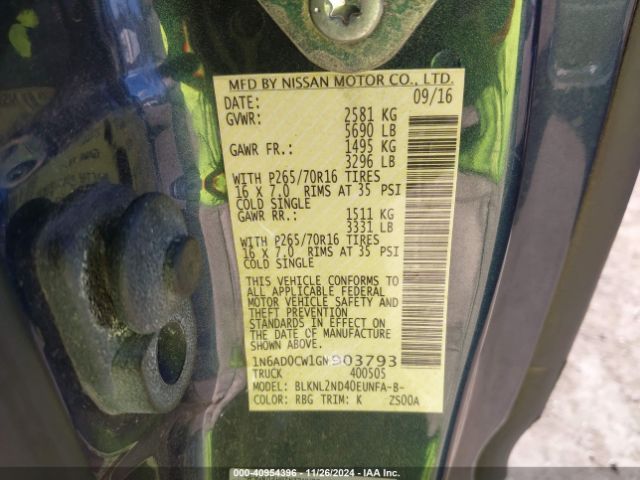 MFD BY NISSAN MOTOR CO., LTD.
DATE: 09/16
GVWR: 2581 KG
5690 LB
GAWR FR.: 1495 KG
3296 LB
WITH P265/70R16 TIRES
16 X 7.0 RIMS AT 35 PSI
COLD SINGLE
GAWR RR.: 1511 KG
3331 LB
WITH P265/70R16 TIRES
16 X 7.0 RIMS AT 35 PSI
COLD SINGLE
THIS VEHICLE CONFORMS TO
ALL APPLICABLE FEDERAL
MOTOR VEHICLE SAFETY AND
THEFT PREVENTION
STANDARDS IN EFFECT ON
THE DATE OF MANUFACTURE
SHOWN ABOVE.
1N6AD0CW1GN903793
TRUCK 400505
MODEL: BLKNL2ND40EUNFA-B-
COLOR: RBG TRIM: K ZS00A
000-40954396 - 11/26/2024 - IAA Inc.